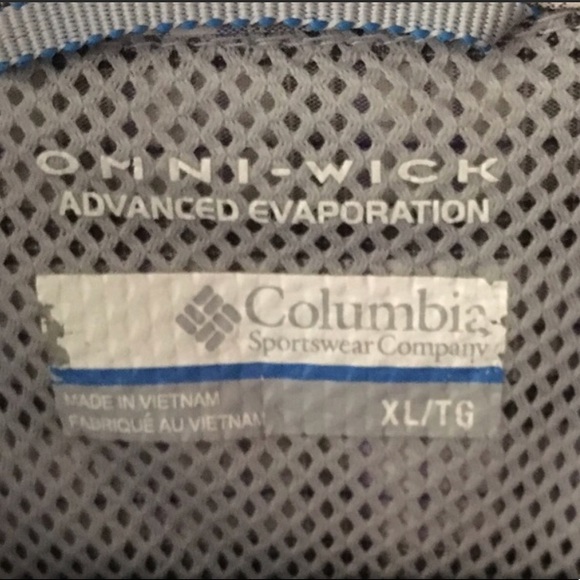 OMNI-WICK
ADVANCED EVAPORATION
Columbia
Sportswear Company
MADE IN VIETNAM
FABRIQUÉ AU VIETNAM
XL/TG